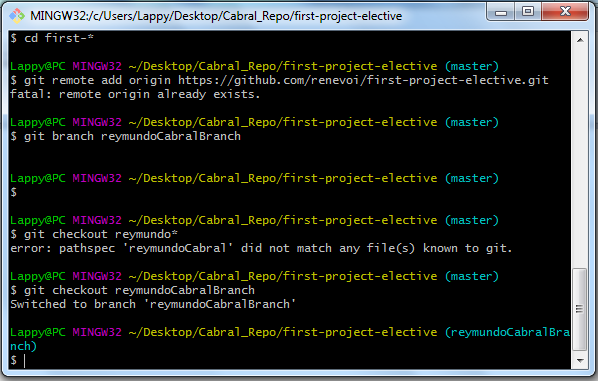 MINGW32:/c/Users/Lappy/Desktop/Cabral_Repo/first-project-elective
$ cd first-*
Lappy@PC MINGW32 ~/Desktop/Cabral_Repo/first-project-elective (master)
$ git remote add origin https://github.com/renevoi/first-project-elective.git
fatal: remote origin already exists.
Lappy@PC MINGW32 ~/Desktop/Cabral_Repo/first-project-elective (master)
$ git branch reymundoCabralBranch
Lappy@PC MINGW32 ~/Desktop/Cabral_Repo/first-project-elective (master)
$
Lappy@PC MINGW32 ~/Desktop/Cabral_Repo/first-project-elective (master)
$ git checkout reymundo*
error: pathspec 'reymundoCabral' did not match any file(s) known to git.
Lappy@PC MINGW32 ~/Desktop/Cabral_Repo/first-project-elective (master)
$ git checkout reymundoCabralBranch
Switched to branch 'reymundoCabralBranch'
Lappy@PC MINGW32 ~/Desktop/Cabral_Repo/first-project-elective (reymundoCabralBra
nch)
$